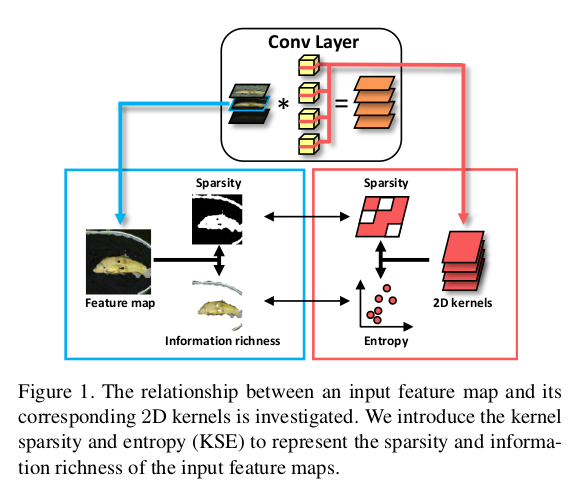 Conv Layer
* =
Sparsity
Sparsity
Feature map
2D kernels
Information richness
Entropy
Figure 1. The relationship between an input feature map and its
corresponding 2D kernels is investigated. We introduce the kernel
sparsity and entropy (KSE) to represent the sparsity and informa-
tion richness of the input feature maps.